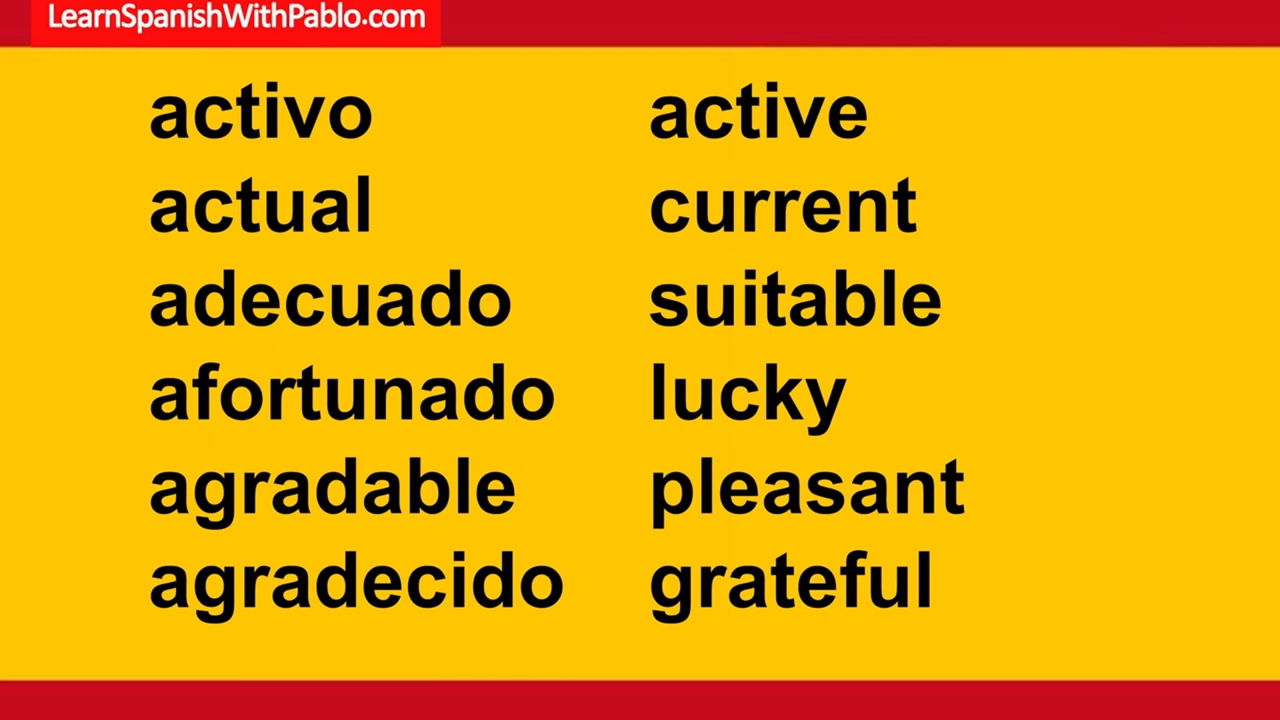 LearnSpanishWithPablo.com
activo active
actual current
adecuado suitable
afortunado lucky
agradable pleasant
agradecido grateful